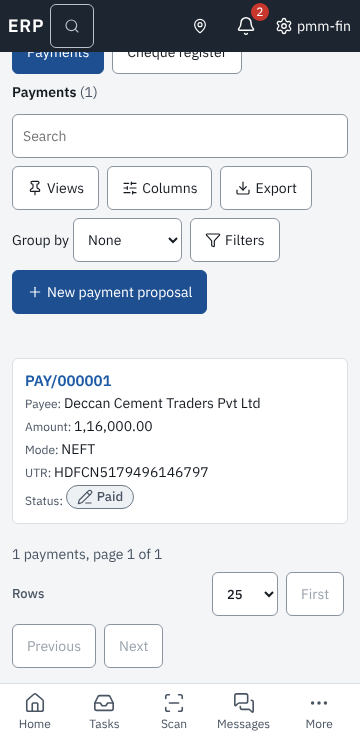 ERP
2
pmm-fin
Payments
Cheque register
Payments (1)
Search
Views
Columns
Export
Group by
None
Filters
+ New payment proposal
PAY/000001
Payee: Deccan Cement Traders Pvt Ltd
Amount: 1,16,000.00
Mode: NEFT
UTR: HDFCN5179496146797
Status: Paid
1 payments, page 1 of 1
Rows
25
First
Previous
Next
Home
Tasks
Scan
Messages
More